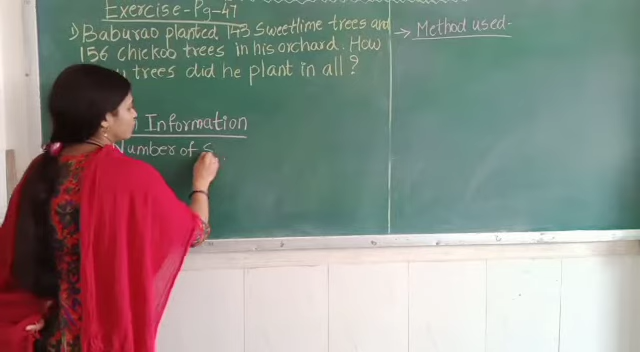 Exercise-Pg-47
1) Baburao planted 143 Sweetlime trees and
156 chickoo trees in his orchard. How
trees did he plant in all?
Information
Number of S
→ Method used-